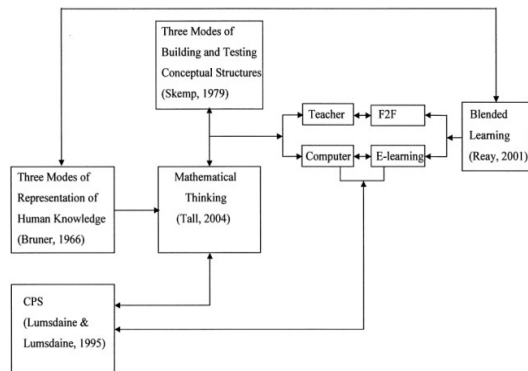 Three Modes of
Building and Testing
Conceptual Structures
(Skemp, 1979)
Teacher
F2F
Computer
E-learning
Blended
Learning
(Reay, 2001)
Three Modes of
Representation of
Human Knowledge
(Bruner, 1966)
Mathematical
Thinking
(Tall, 2004)
CPS
(Lumsdaine &
Lumsdaine, 1995)